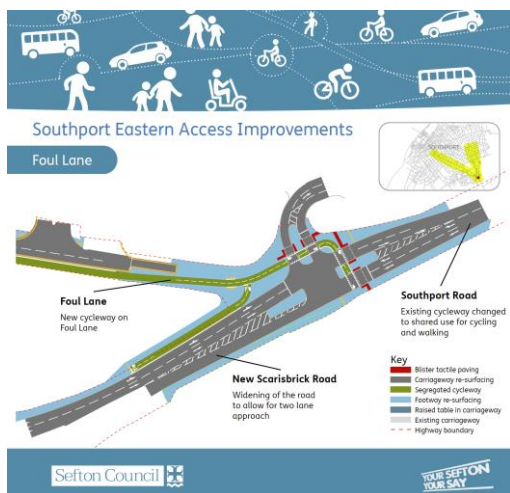 Southport Eastern Access Improvements
Foul Lane
SOUTHPORT
Foul Lane
New cycleway on
Foul Lane
Southport Road
Existing cycleway changed
to shared use for cycling
and walking
New Scarisbrick Road
Widening of the road
to allow for two lane
approach
Key
Blister tactile paving
Carriageway re-surfacing
Segregated cycleway
Footway re-surfacing
Raised table in carriageway
Existing carriageway
Highway boundary
Sefton Council
YOUR SEFTON
YOUR SAY